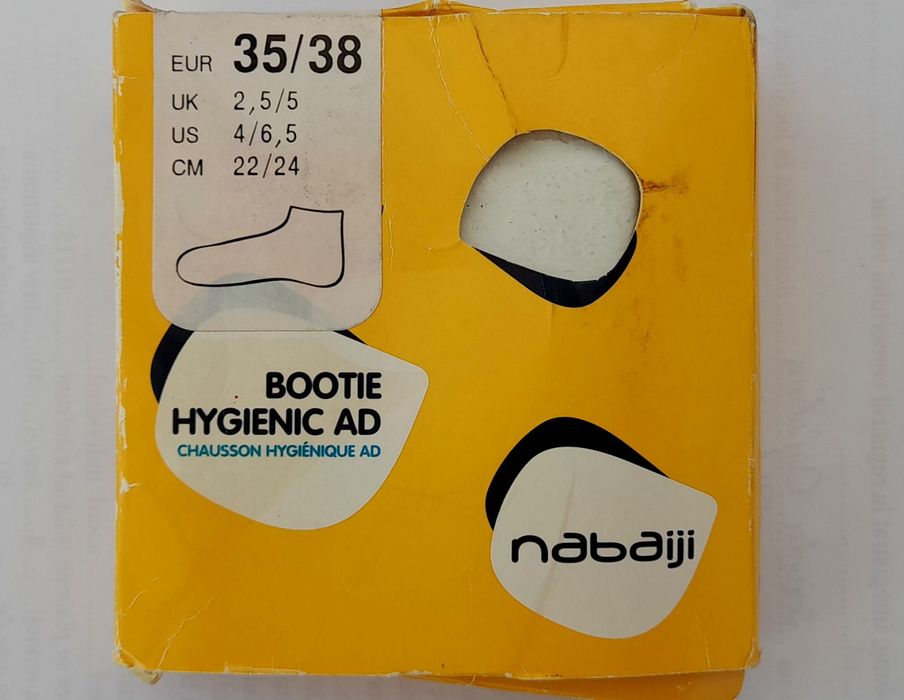 EUR 35/38
UK 2,5/5
US 4/6,5
CM 22/24
BOOTIE
HYGIENIC AD
CHAUSSON HYGIÉNIQUE AD
nabaiji